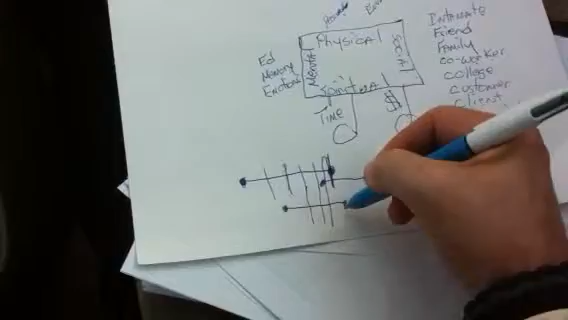 Physical
Mental
Social
Spiritual
Ed
Memory
Emotions
TIME
$
Intimate
Friend
Family
co-worker
college
customer
client